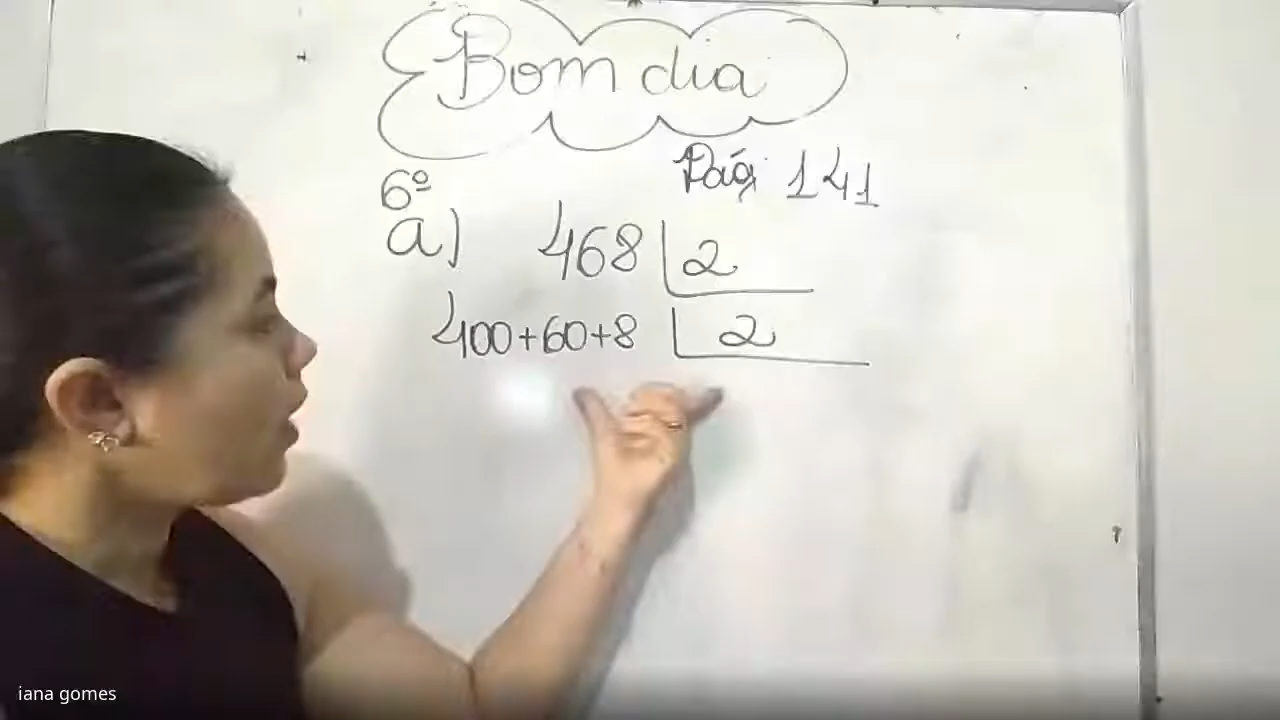 Bom dia
Pág. 141
6º
a) 468 2
400+60+8 2
iana gomes